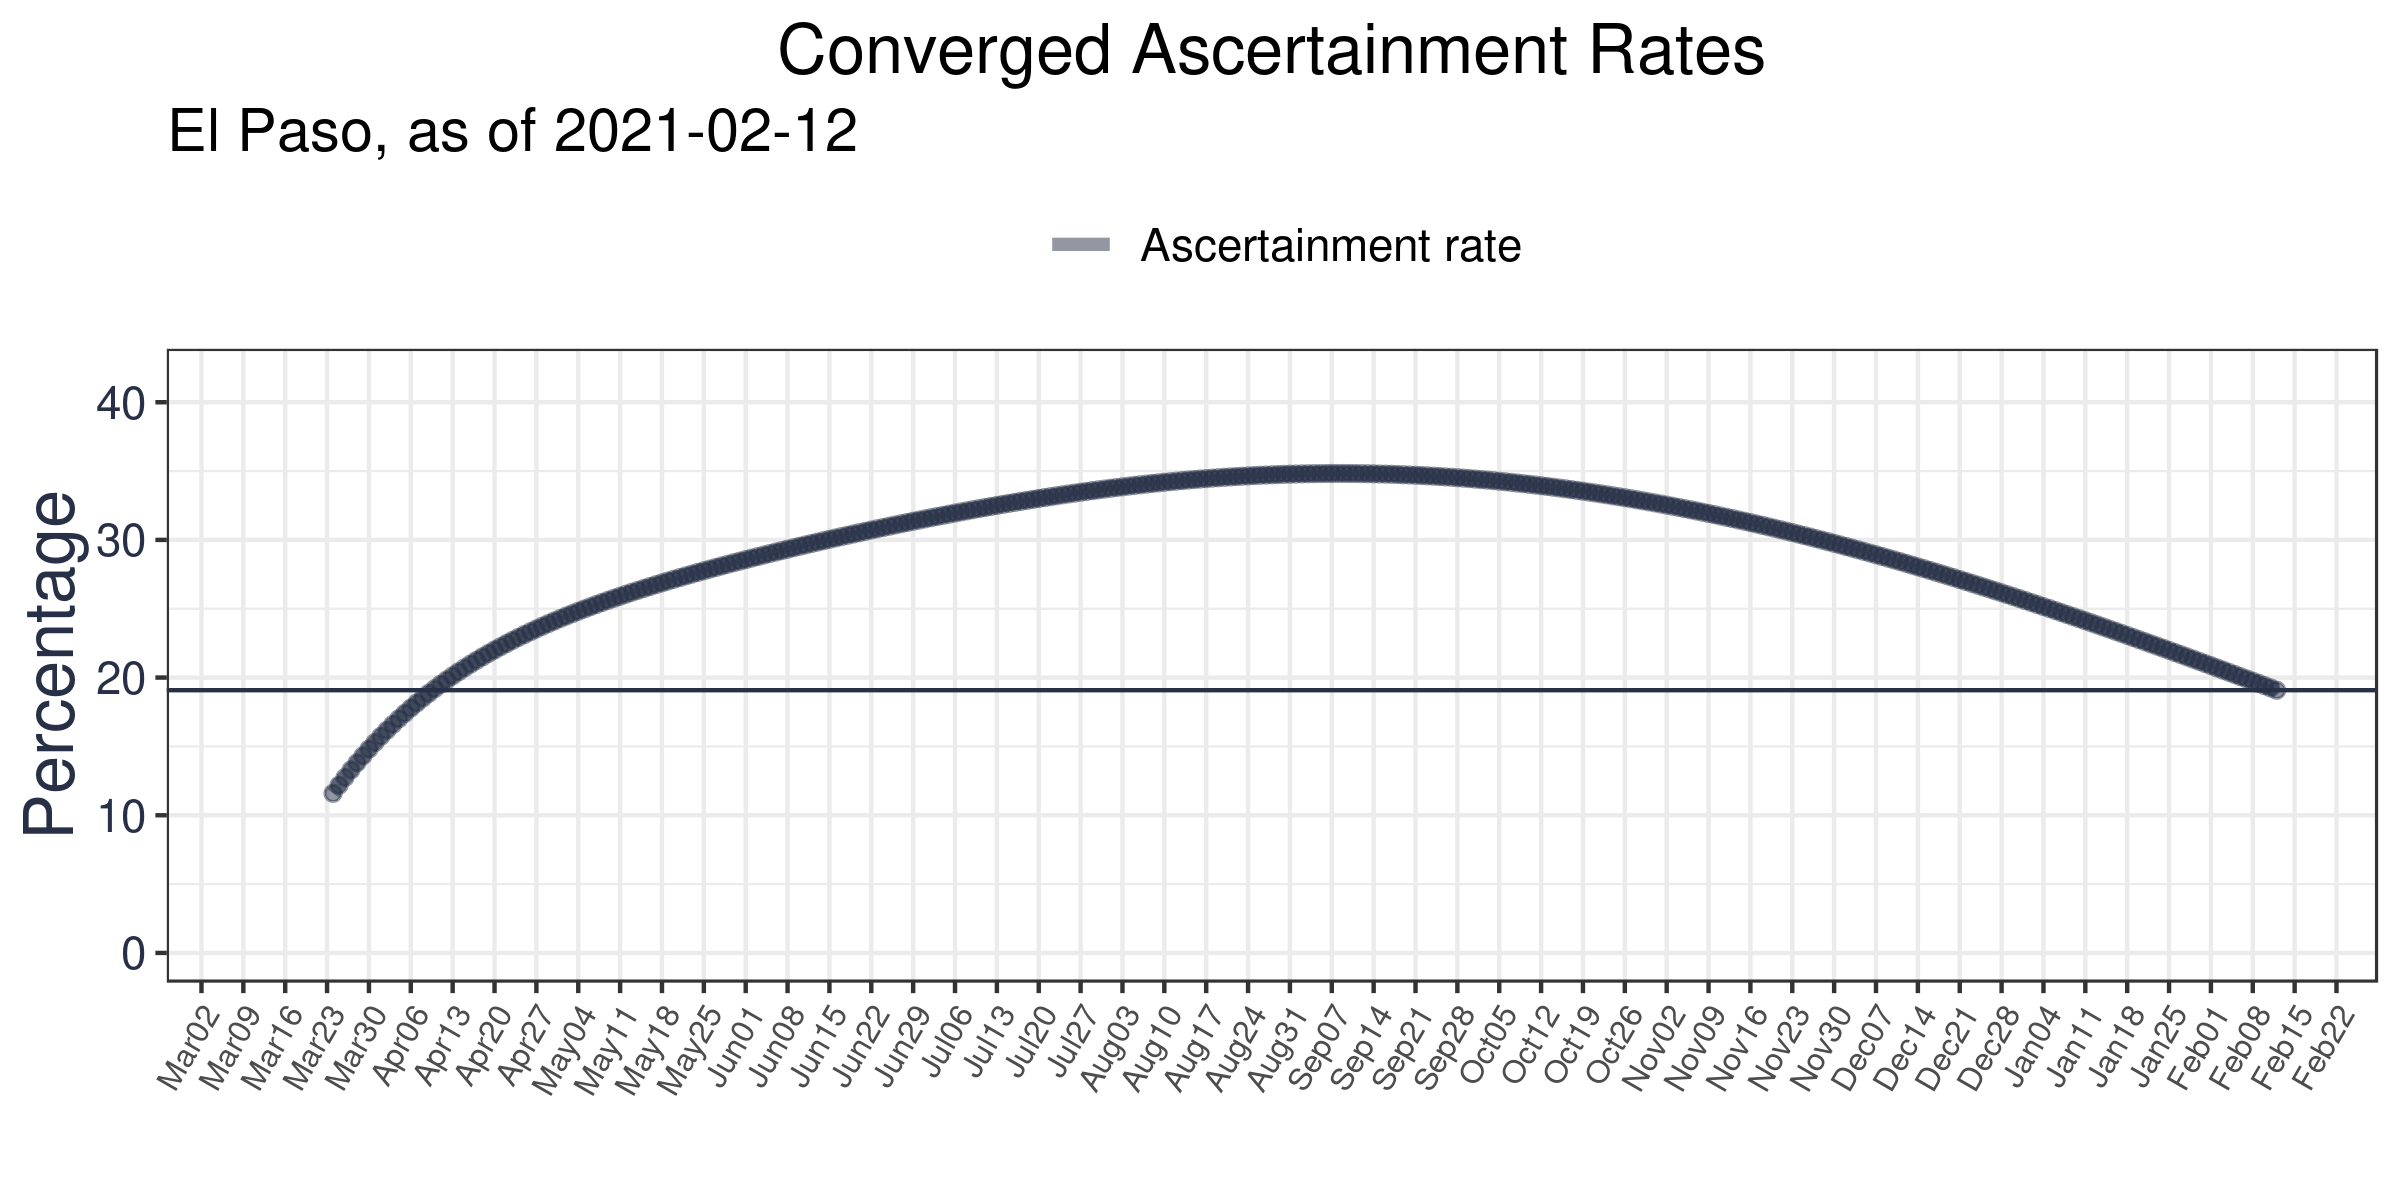 Converged Ascertainment Rates
El Paso, as of 2021-02-12
Ascertainment rate
Percentage
40
30
20
10
0
Mar02
Mar09
Mar16
Mar23
Mar30
Apr06
Apr13
Apr20
Apr27
May04
May11
May18
May25
Jun01
Jun08
Jun15
Jun22
Jun29
Jul06
Jul13
Jul20
Jul27
Aug03
Aug10
Aug17
Aug24
Aug31
Sep07
Sep14
Sep21
Sep28
Oct05
Oct12
Oct19
Oct26
Nov02
Nov09
Nov16
Nov23
Nov30
Dec07
Dec14
Dec21
Dec28
Jan04
Jan11
Jan18
Jan25
Feb01
Feb08
Feb15
Feb22